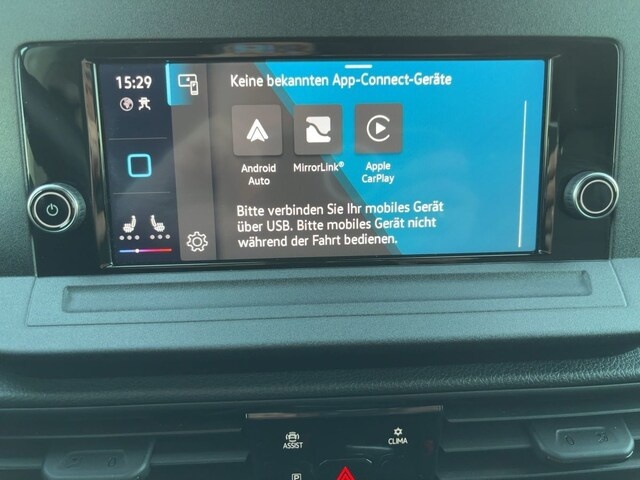 15:29
Keine bekannten App-Connect-Geräte
Android
Auto
MirrorLink®
Apple
CarPlay
Bitte verbinden Sie Ihr mobiles Gerät
über USB. Bitte mobiles Gerät nicht
während der Fahrt bedienen.
ASSIST
CLIMA
P